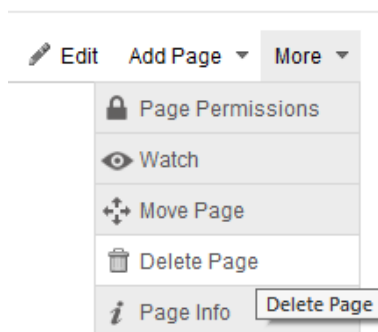 Edit Add Page More
Page Permissions
Watch
Move Page
Delete Page
Page Info
Delete Page